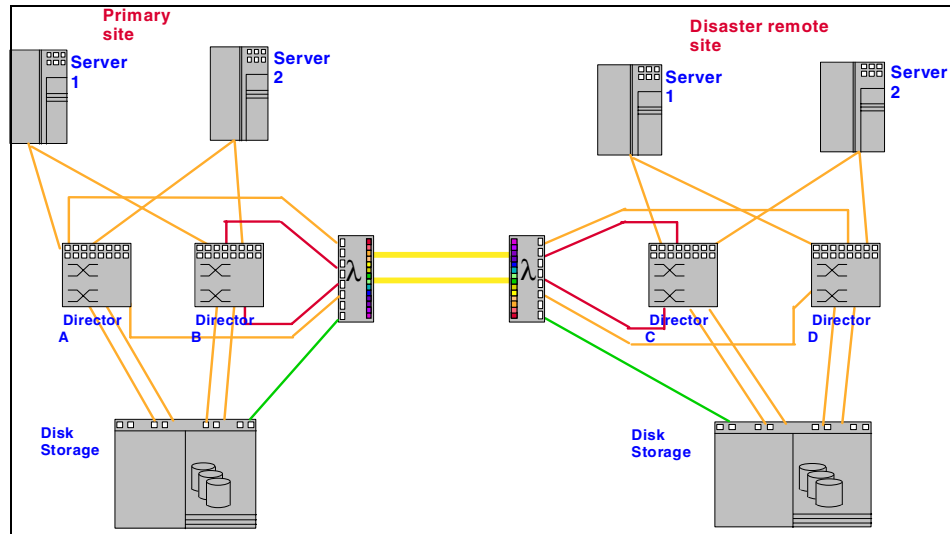 Primary
site
Server
1
Server
2
Disaster remote
site
Server
1
Server
2
λ
λ
Director
A
Director
B
Director
C
Director
D
Disk
Storage
Disk
Storage